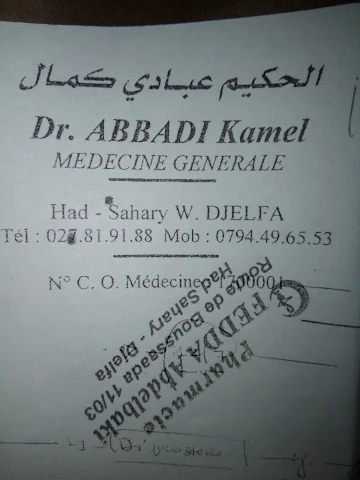 الحكيم عبادي كمال
Dr. ABBADI Kamel
MEDECINE GENERALE
Had - Sahary W. DJELFA
Tél : 027.81.91.88 Mob : 0794.49.65.53
N° C. O. Médecine : 1700001
Pharmacie
FEDDA Abdelbaki
Route de Boussaada 11/03
Had Sahary - Djelfa